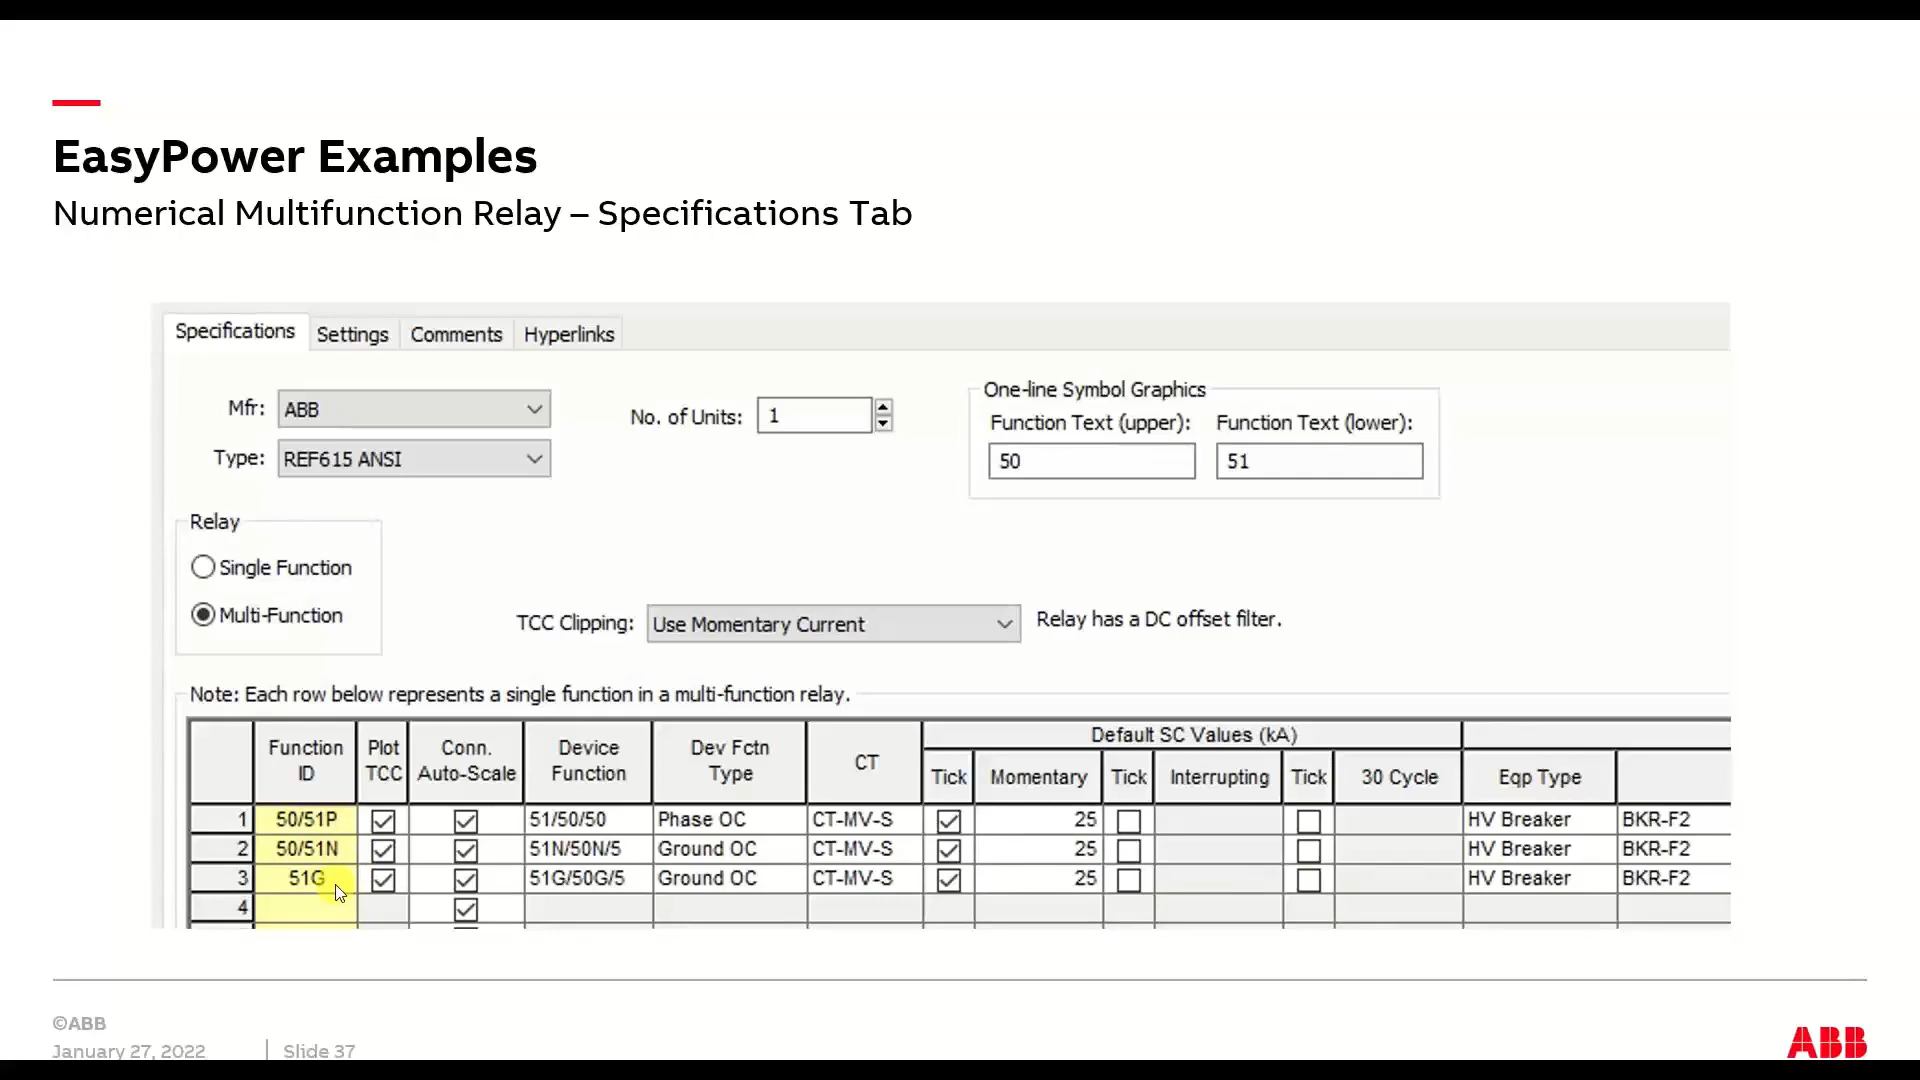 EasyPower Examples
Numerical Multifunction Relay – Specifications Tab
Specifications Settings Comments Hyperlinks
Mfr: ABB
No. of Units: 1
Type: REF615 ANSI
One-line Symbol Graphics
Function Text (upper): Function Text (lower):
50 51
Relay
Single Function
Multi-Function
TCC Clipping: Use Momentary Current Relay has a DC offset filter.
Note: Each row below represents a single function in a multi-function relay.
Default SC Values (kA)
Function ID Plot TCC Conn. Auto-Scale Device Function Dev Fctn Type CT Tick Momentary Tick Interrupting Tick 30 Cycle Eqp Type
1 50/51P 51/50/50 Phase OC CT-MV-S 25 HV Breaker BKR-F2
2 50/51N 51N/50N/5 Ground OC CT-MV-S 25 HV Breaker BKR-F2
3 51G 51G/50G/5 Ground OC CT-MV-S 25 HV Breaker BKR-F2
4
©ABB
January 27, 2022 Slide 37
ABB